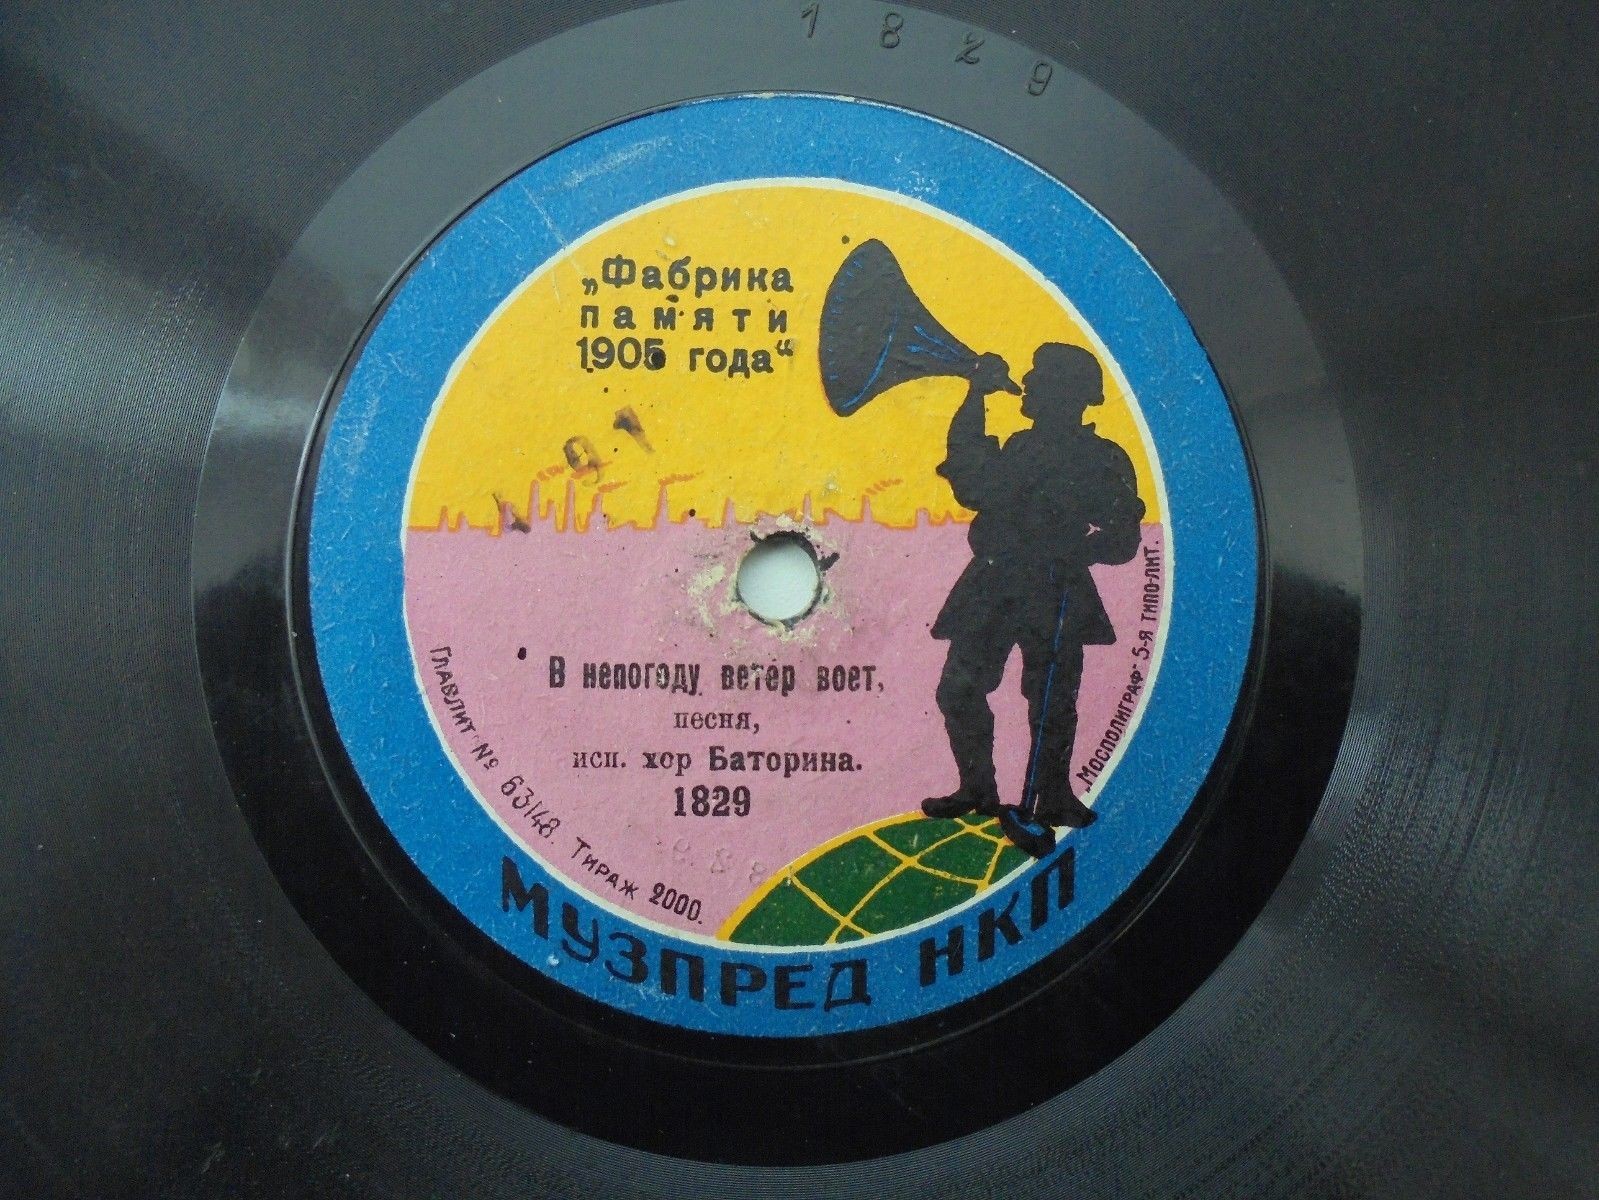 1829
„Фабрика
памяти
1905 года“
91
В непогоду ветер воет,
песня,
исп. хор Баторина.
1829
Главлит № 63148. Тираж 2000.
„Мосполиграф“ 5-я типо-лит.
МУЗПРЕД НКП